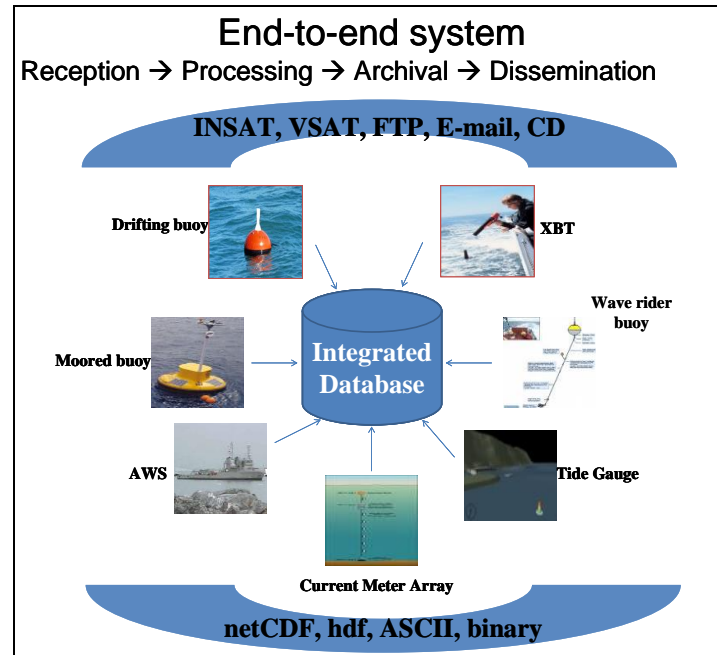 End-to-end system
Reception → Processing → Archival → Dissemination
INSAT, VSAT, FTP, E-mail, CD
Drifting buoy
XBT
Wave rider
buoy
Moored buoy
Integrated
Database
AWS
Tide Gauge
Current Meter Array
netCDF, hdf, ASCII, binary